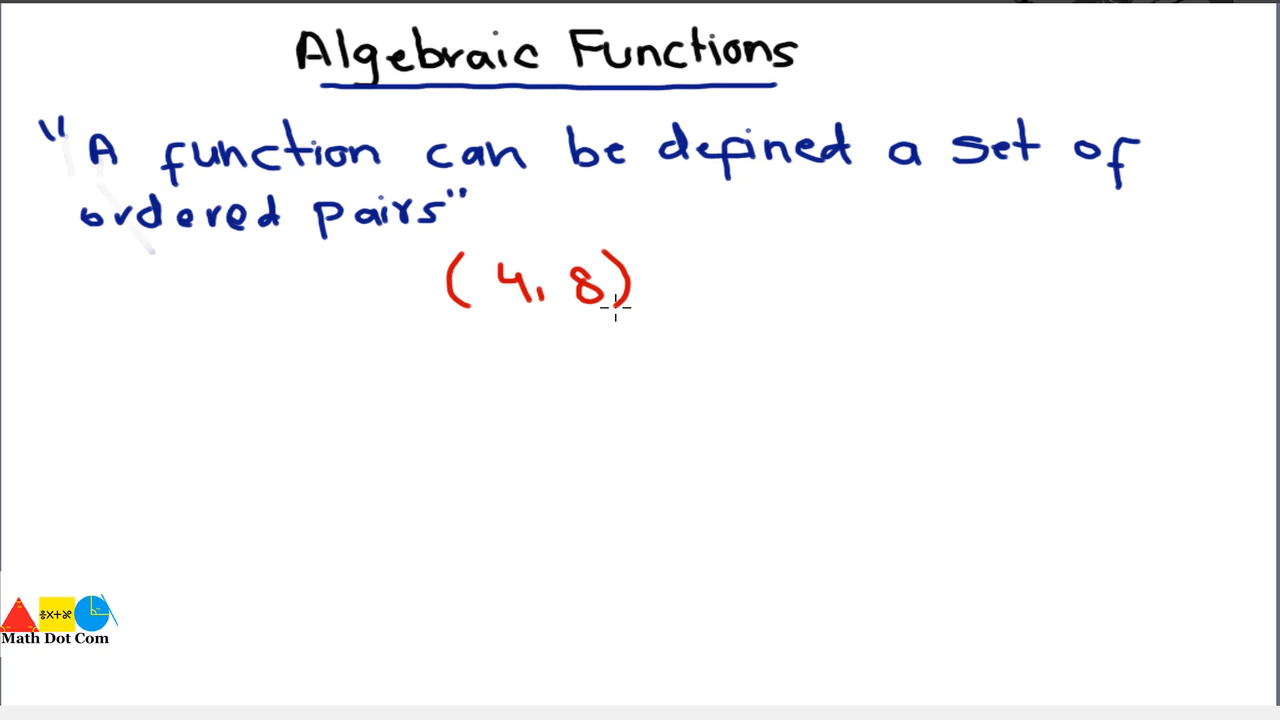 Algebraic Functions
"A function can be defined a set of
ordered pairs"
(4, 8)
Math Dot Com